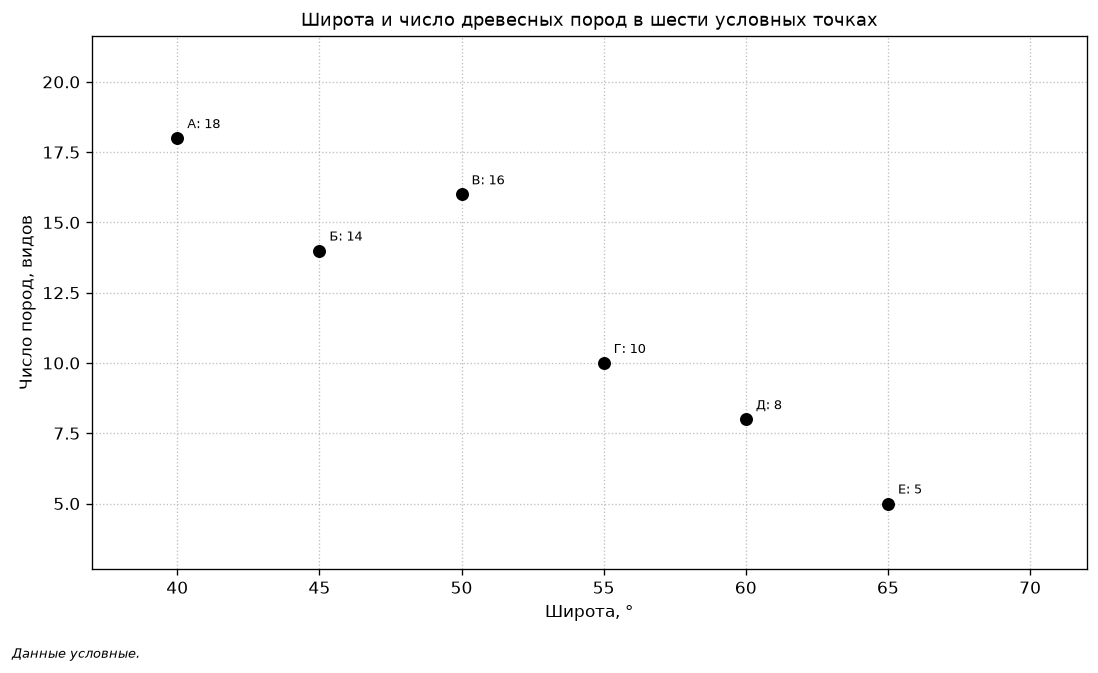 Широта и число древесных пород в шести условных точках
Число пород, видов
20.0
17.5
15.0
12.5
10.0
7.5
5.0
А: 18
Б: 14
В: 16
Г: 10
Д: 8
Е: 5
40 45 50 55 60 65 70
Широта, °
Данные условные.